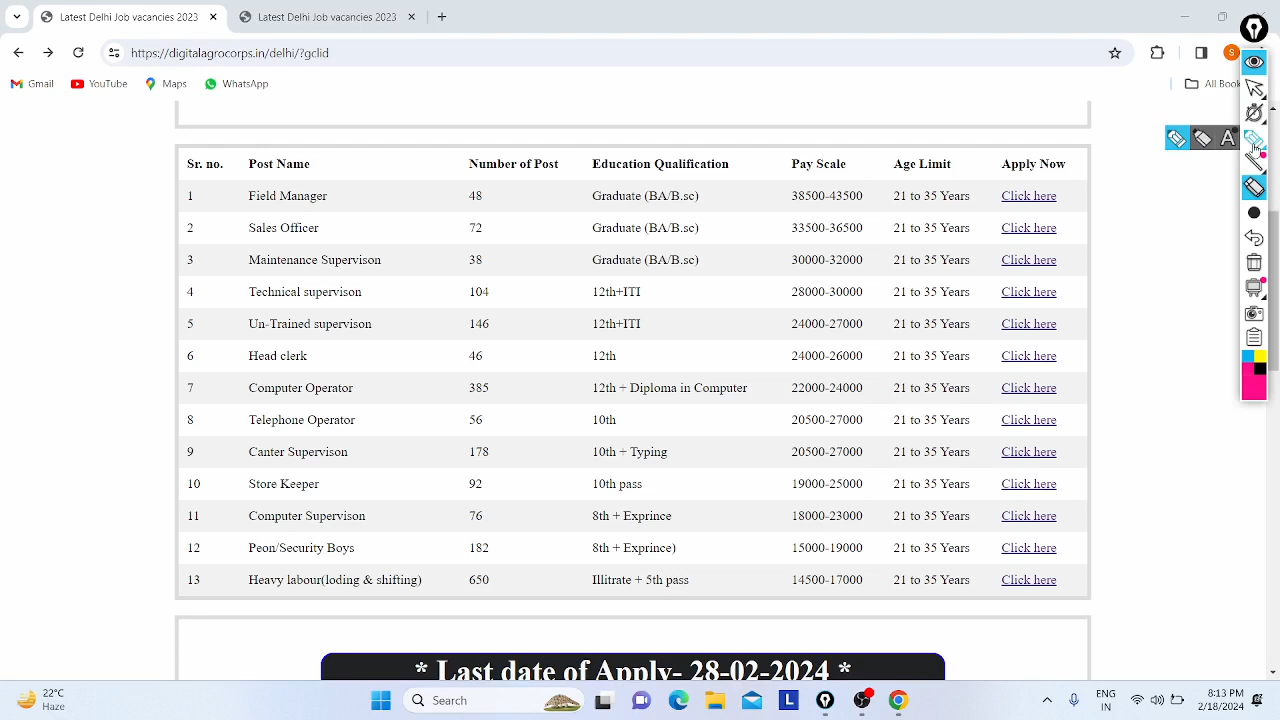 Latest Delhi Job vacancies 2023
Latest Delhi Job vacancies 2023
https://digitalagrocorps.in/delhi/?gclid
S
Gmail YouTube Maps WhatsApp All Book
A
Sr. no. Post Name Number of Post Education Qualification Pay Scale Age Limit Apply Now
1 Field Manager 48 Graduate (BA/B.sc) 38500-43500 21 to 35 Years Click here
2 Sales Officer 72 Graduate (BA/B.sc) 33500-36500 21 to 35 Years Click here
3 Maintenance Supervison 38 Graduate (BA/B.sc) 30000-32000 21 to 35 Years Click here
4 Technical supervison 104 12th+ITI 28000-30000 21 to 35 Years Click here
5 Un-Trained supervison 146 12th+ITI 24000-27000 21 to 35 Years Click here
6 Head clerk 46 12th 24000-26000 21 to 35 Years Click here
7 Computer Operator 385 12th + Diploma in Computer 22000-24000 21 to 35 Years Click here
8 Telephone Operator 56 10th 20500-27000 21 to 35 Years Click here
9 Canter Supervison 178 10th + Typing 20500-27000 21 to 35 Years Click here
10 Store Keeper 92 10th pass 19000-25000 21 to 35 Years Click here
11 Computer Supervison 76 8th + Exprince 18000-23000 21 to 35 Years Click here
12 Peon/Security Boys 182 8th + Exprince) 15000-19000 21 to 35 Years Click here
13 Heavy labour(loding & shifting) 650 Illitrate + 5th pass 14500-17000 21 to 35 Years Click here
* Last date of Apply- 28-02-2024 *
22°C
Haze
Search
L
ENG
IN
8:13 PM
2/18/2024